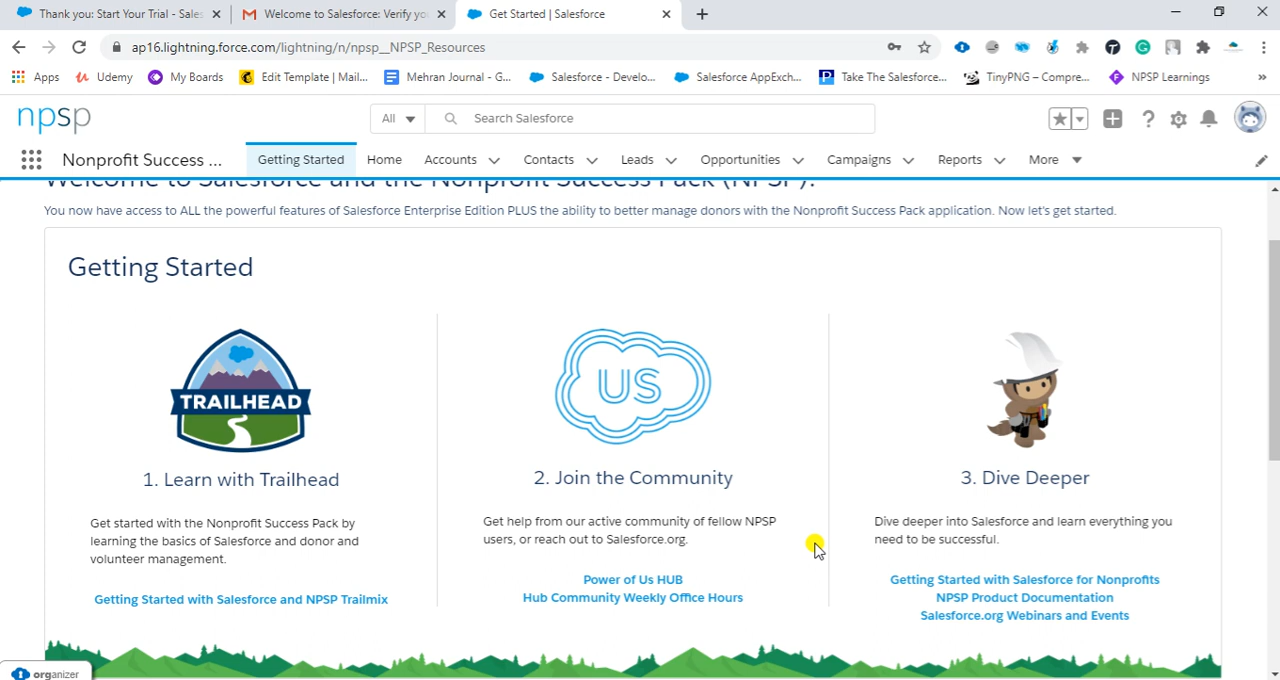 Thank you: Start Your Trial - Sales
Welcome to Salesforce: Verify yo
Get Started | Salesforce
ap16.lightning.force.com/lightning/n/npsp__NPSP_Resources
Apps
Udemy
My Boards
Edit Template | Mail...
Mehran Journal - G...
Salesforce - Develo...
Salesforce AppExch...
Take The Salesforce...
TinyPNG – Compre...
NPSP Learnings
»
npsp
All
Search Salesforce
Nonprofit Success ...
Getting Started
Home
Accounts
Contacts
Leads
Opportunities
Campaigns
Reports
More
Welcome to Salesforce and the Nonprofit Success Pack (NPSP).
You now have access to ALL the powerful features of Salesforce Enterprise Edition PLUS the ability to better manage donors with the Nonprofit Success Pack application. Now let's get started.
Getting Started
TRAILHEAD
US
1. Learn with Trailhead
2. Join the Community
3. Dive Deeper
Get started with the Nonprofit Success Pack by
learning the basics of Salesforce and donor and
volunteer management.
Getting Started with Salesforce and NPSP Trailmix
Get help from our active community of fellow NPSP
users, or reach out to Salesforce.org.
Power of Us HUB
Hub Community Weekly Office Hours
Dive deeper into Salesforce and learn everything you
need to be successful.
Getting Started with Salesforce for Nonprofits
NPSP Product Documentation
Salesforce.org Webinars and Events
organizer